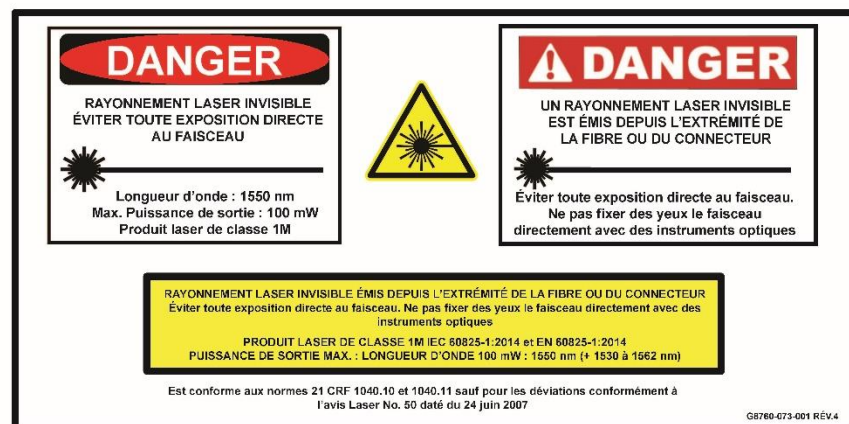 DANGER
RAYONNEMENT LASER INVISIBLE
ÉVITER TOUTE EXPOSITION DIRECTE
AU FAISCEAU
Longueur d'onde : 1550 nm
Max. Puissance de sortie : 100 mW
Produit laser de classe 1M
DANGER
UN RAYONNEMENT LASER INVISIBLE
EST ÉMIS DEPUIS L'EXTRÉMITÉ DE
LA FIBRE OU DU CONNECTEUR
Éviter toute exposition directe au faisceau.
Ne pas fixer des yeux le faisceau
directement avec des instruments optiques
RAYONNEMENT LASER INVISIBLE ÉMIS DEPUIS L'EXTRÉMITÉ DE LA FIBRE OU DU CONNECTEUR
Éviter toute exposition directe au faisceau. Ne pas fixer des yeux le faisceau directement avec des
instruments optiques
PRODUIT LASER DE CLASSE 1M IEC 60825-1:2014 et EN 60825-1:2014
PUISSANCE DE SORTIE MAX. : LONGUEUR D'ONDE 100 mW : 1550 nm (+ 1530 à 1562 nm)
Est conforme aux normes 21 CRF 1040.10 et 1040.11 sauf pour les déviations conformément à
l'avis Laser No. 50 daté du 24 juin 2007
G8760-073-001 RÉV.4